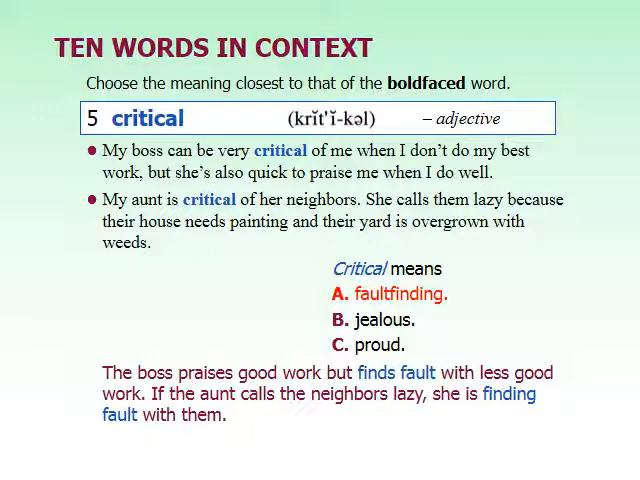 TEN WORDS IN CONTEXT
Choose the meaning closest to that of the boldfaced word.
5 critical (krĭt'ĭ-kəl) – adjective
• My boss can be very critical of me when I don't do my best
work, but she's also quick to praise me when I do well.
• My aunt is critical of her neighbors. She calls them lazy because
their house needs painting and their yard is overgrown with
weeds.
Critical means
A. faultfinding.
B. jealous.
C. proud.
The boss praises good work but finds fault with less good
work. If the aunt calls the neighbors lazy, she is finding
fault with them.